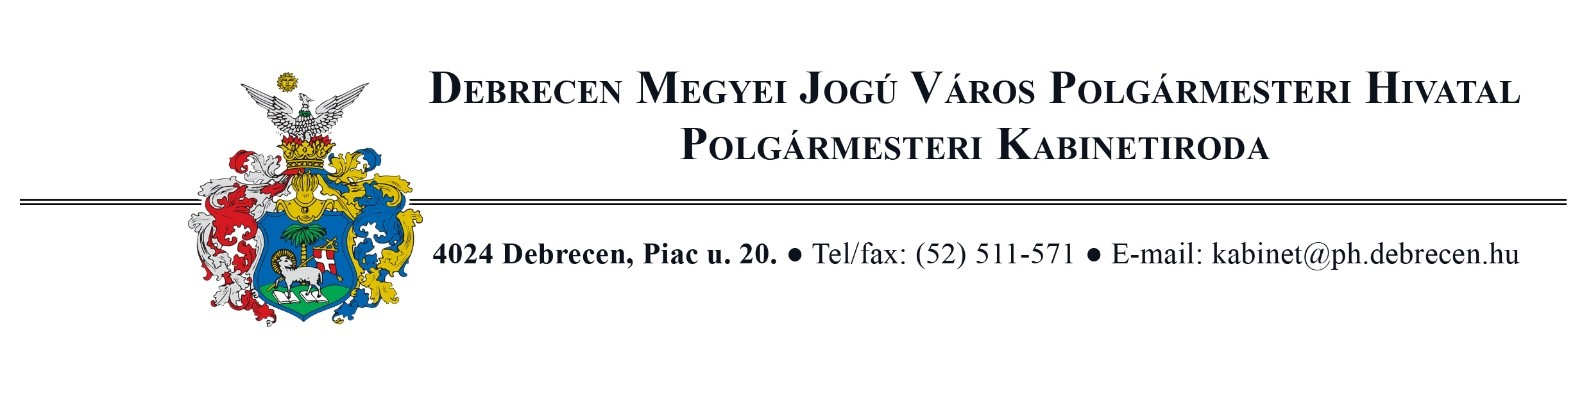 Debrecen Megyei Jogú Város Polgármesteri Hivatal
Polgármesteri Kabinetiroda
4024 Debrecen, Piac u. 20. ● Tel/fax: (52) 511-571 ● E-mail: kabinet@ph.debrecen.hu